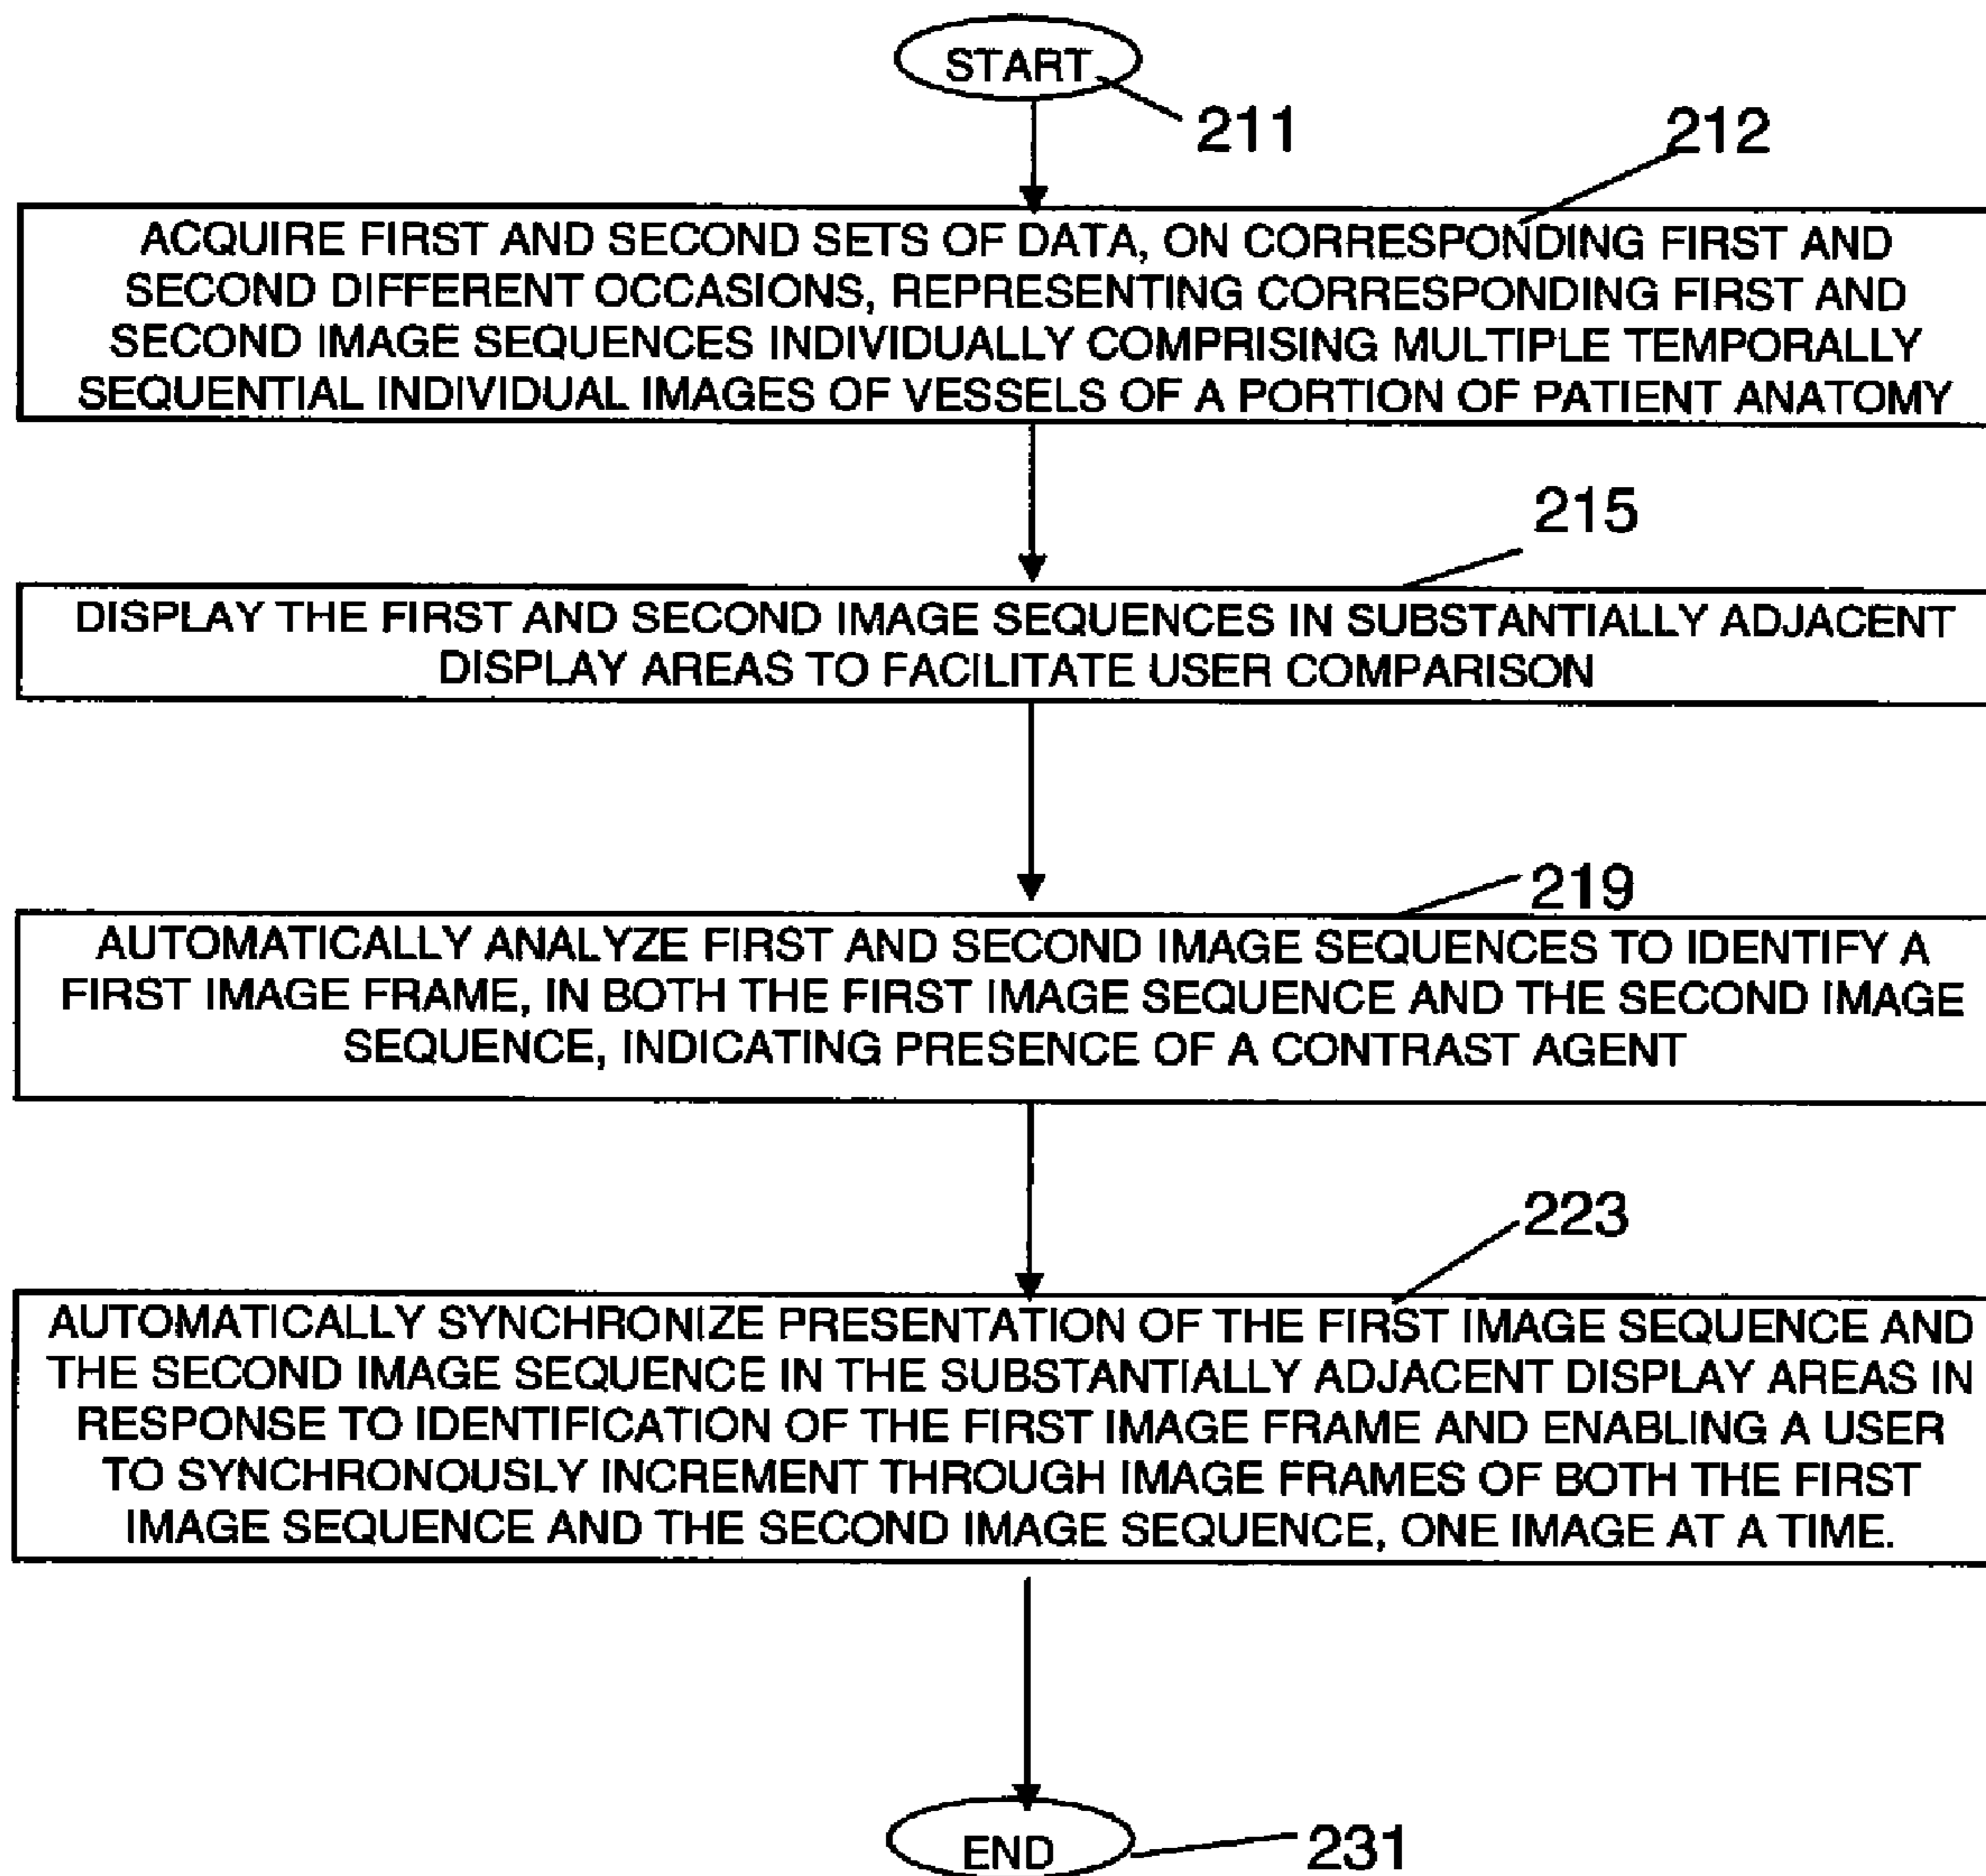 START
211
212
ACQUIRE FIRST AND SECOND SETS OF DATA, ON CORRESPONDING FIRST AND
SECOND DIFFERENT OCCASIONS, REPRESENTING CORRESPONDING FIRST AND
SECOND IMAGE SEQUENCES INDIVIDUALLY COMPRISING MULTIPLE TEMPORALLY
SEQUENTIAL INDIVIDUAL IMAGES OF VESSELS OF A PORTION OF PATIENT ANATOMY
215
DISPLAY THE FIRST AND SECOND IMAGE SEQUENCES IN SUBSTANTIALLY ADJACENT
DISPLAY AREAS TO FACILITATE USER COMPARISON
219
AUTOMATICALLY ANALYZE FIRST AND SECOND IMAGE SEQUENCES TO IDENTIFY A
FIRST IMAGE FRAME, IN BOTH THE FIRST IMAGE SEQUENCE AND THE SECOND IMAGE
SEQUENCE, INDICATING PRESENCE OF A CONTRAST AGENT
223
AUTOMATICALLY SYNCHRONIZE PRESENTATION OF THE FIRST IMAGE SEQUENCE AND
THE SECOND IMAGE SEQUENCE IN THE SUBSTANTIALLY ADJACENT DISPLAY AREAS IN
RESPONSE TO IDENTIFICATION OF THE FIRST IMAGE FRAME AND ENABLING A USER
TO SYNCHRONOUSLY INCREMENT THROUGH IMAGE FRAMES OF BOTH THE FIRST
IMAGE SEQUENCE AND THE SECOND IMAGE SEQUENCE, ONE IMAGE AT A TIME.
END
231